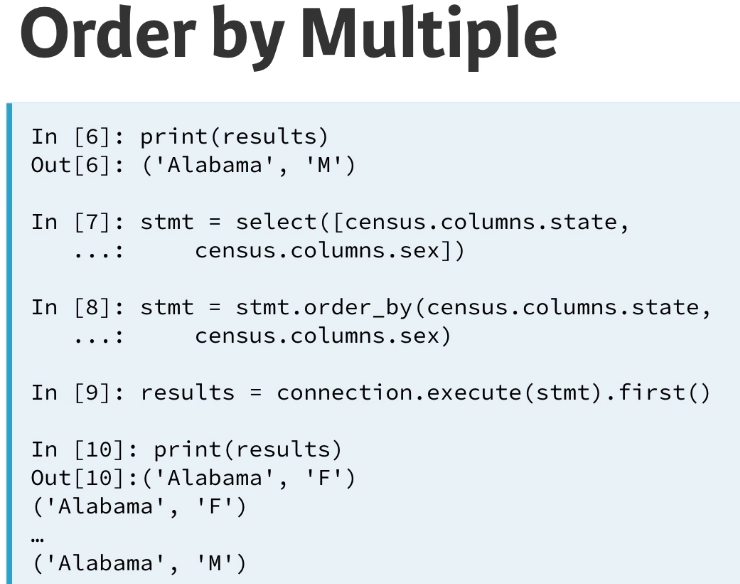 Order by Multiple
In [6]: print(results)
Out[6]: ('Alabama', 'M')
In [7]: stmt = select([census.columns.state,
   ...:     census.columns.sex])
In [8]: stmt = stmt.order_by(census.columns.state,
   ...:     census.columns.sex)
In [9]: results = connection.execute(stmt).first()
In [10]: print(results)
Out[10]:('Alabama', 'F')
('Alabama', 'F')
…
('Alabama', 'M')